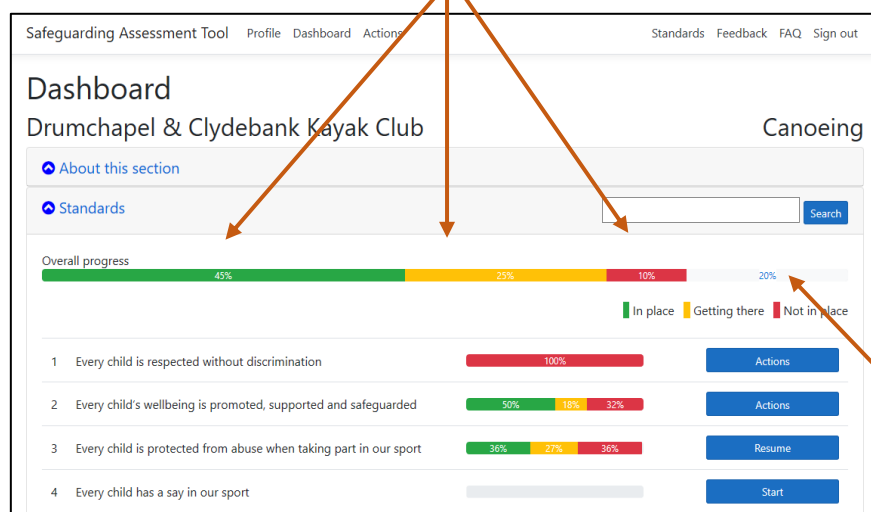 Safeguarding Assessment Tool Profile Dashboard Actions Standards Feedback FAQ Sign out
Dashboard
Drumchapel & Clydebank Kayak Club Canoeing
About this section
Standards Search
Overall progress
45% 25% 10% 20%
In place Getting there Not in place
1 Every child is respected without discrimination 100% Actions
2 Every child's wellbeing is promoted, supported and safeguarded 50% 18% 32% Actions
3 Every child is protected from abuse when taking part in our sport 36% 27% 36% Resume
4 Every child has a say in our sport Start